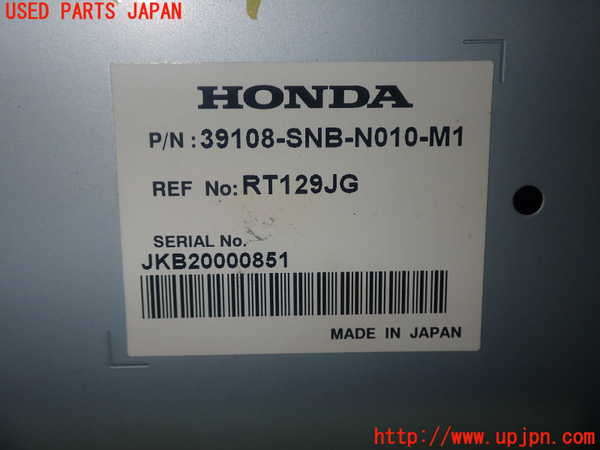 USED PARTS JAPAN
HONDA
P/N : 39108-SNB-N010-M1
REF No: RT129JG
SERIAL No.
JKB20000851
MADE IN JAPAN
http://www.upjpn.com/